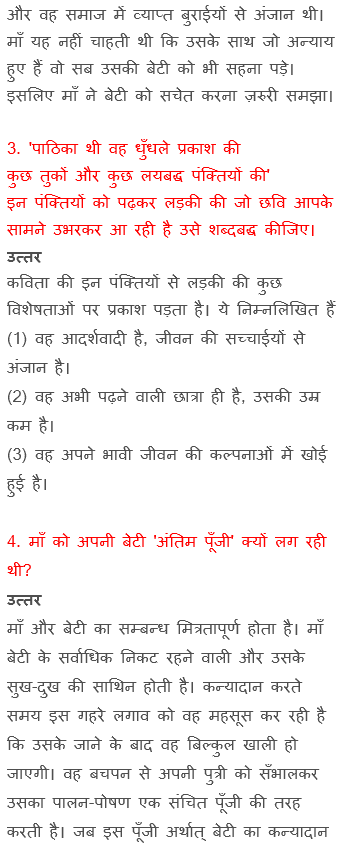 और वह समाज में व्याप्त बुराईयों से अंजान थी।
माँ यह नहीं चाहती थी कि उसके साथ जो अन्याय
हुए हैं वो सब उसकी बेटी को भी सहना पड़े।
इसलिए माँ ने बेटी को सचेत करना ज़रुरी समझा।
3. 'पाठिका थी वह धुँधले प्रकाश की
कुछ तुकों और कुछ लयबद्ध पंक्तियों की'
इन पंक्तियों को पढ़कर लड़की की जो छवि आपके
सामने उभरकर आ रही है उसे शब्दबद्ध कीजिए।
उत्तर
कविता की इन पंक्तियों से लड़की की कुछ
विशेषताओं पर प्रकाश पड़ता है। ये निम्नलिखित हैं
(1) वह आदर्शवादी है, जीवन की सच्चाईयों से
अंजान है।
(2) वह अभी पढ़ने वाली छात्रा ही है, उसकी उम्र
कम है।
(3) वह अपने भावी जीवन की कल्पनाओं में खोई
हुई है।
4. माँ को अपनी बेटी 'अंतिम पूँजी' क्यों लग रही
थी?
उत्तर
माँ और बेटी का सम्बन्ध मित्रतापूर्ण होता है। माँ
बेटी के सर्वाधिक निकट रहने वाली और उसके
सुख-दुख की साथिन होती है। कन्यादान करते
समय इस गहरे लगाव को वह महसूस कर रही है
कि उसके जाने के बाद वह बिल्कुल खाली हो
जाएगी। वह बचपन से अपनी पुत्री को सँभालकर
उसका पालन-पोषण एक संचित पूँजी की तरह
करती है। जब इस पूँजी अर्थात् बेटी का कन्यादान